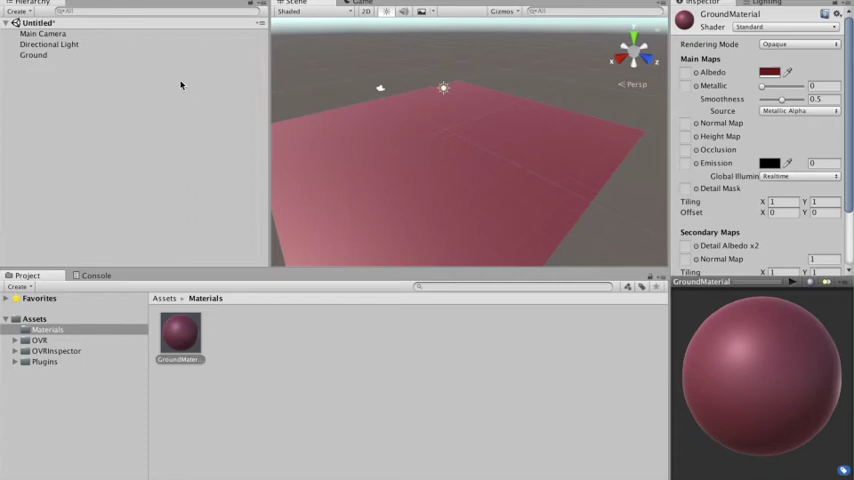 Hierarchy
Create
All
Untitled*
Main Camera
Directional Light
Ground
Scene
Game
Shaded
2D
Gizmos
All
y
x
z
Persp
Inspector
Lighting
GroundMaterial
Shader
Standard
Rendering Mode
Opaque
Main Maps
Albedo
Metallic
0
Smoothness
0.5
Source
Metallic Alpha
Normal Map
Height Map
Occlusion
Emission
0
Global Illumin
Realtime
Detail Mask
Tiling
X 1
Y 1
Offset
X 0
Y 0
Secondary Maps
Detail Albedo x2
Normal Map
1
Tiling
X 1
Y 1
Project
Console
Create
Favorites
Assets
Materials
OVR
OVRInspector
Plugins
Assets
Materials
GroundMater...
GroundMaterial